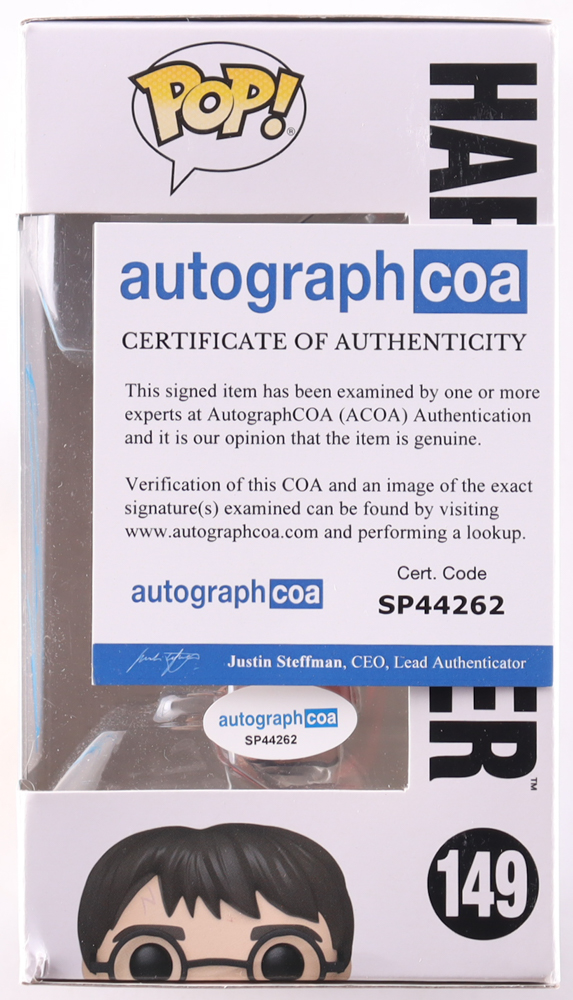 POP!
®
HAR
autographcoa
CERTIFICATE OF AUTHENTICITY
This signed item has been examined by one or more
experts at AutographCOA (ACOA) Authentication
and it is our opinion that the item is genuine.
Verification of this COA and an image of the exact
signature(s) examined can be found by visiting
www.autographcoa.com and performing a lookup.
autographcoa
Cert. Code
SP44262
Justin Steffman, CEO, Lead Authenticator
autographcoa
SP44262
ER™
149